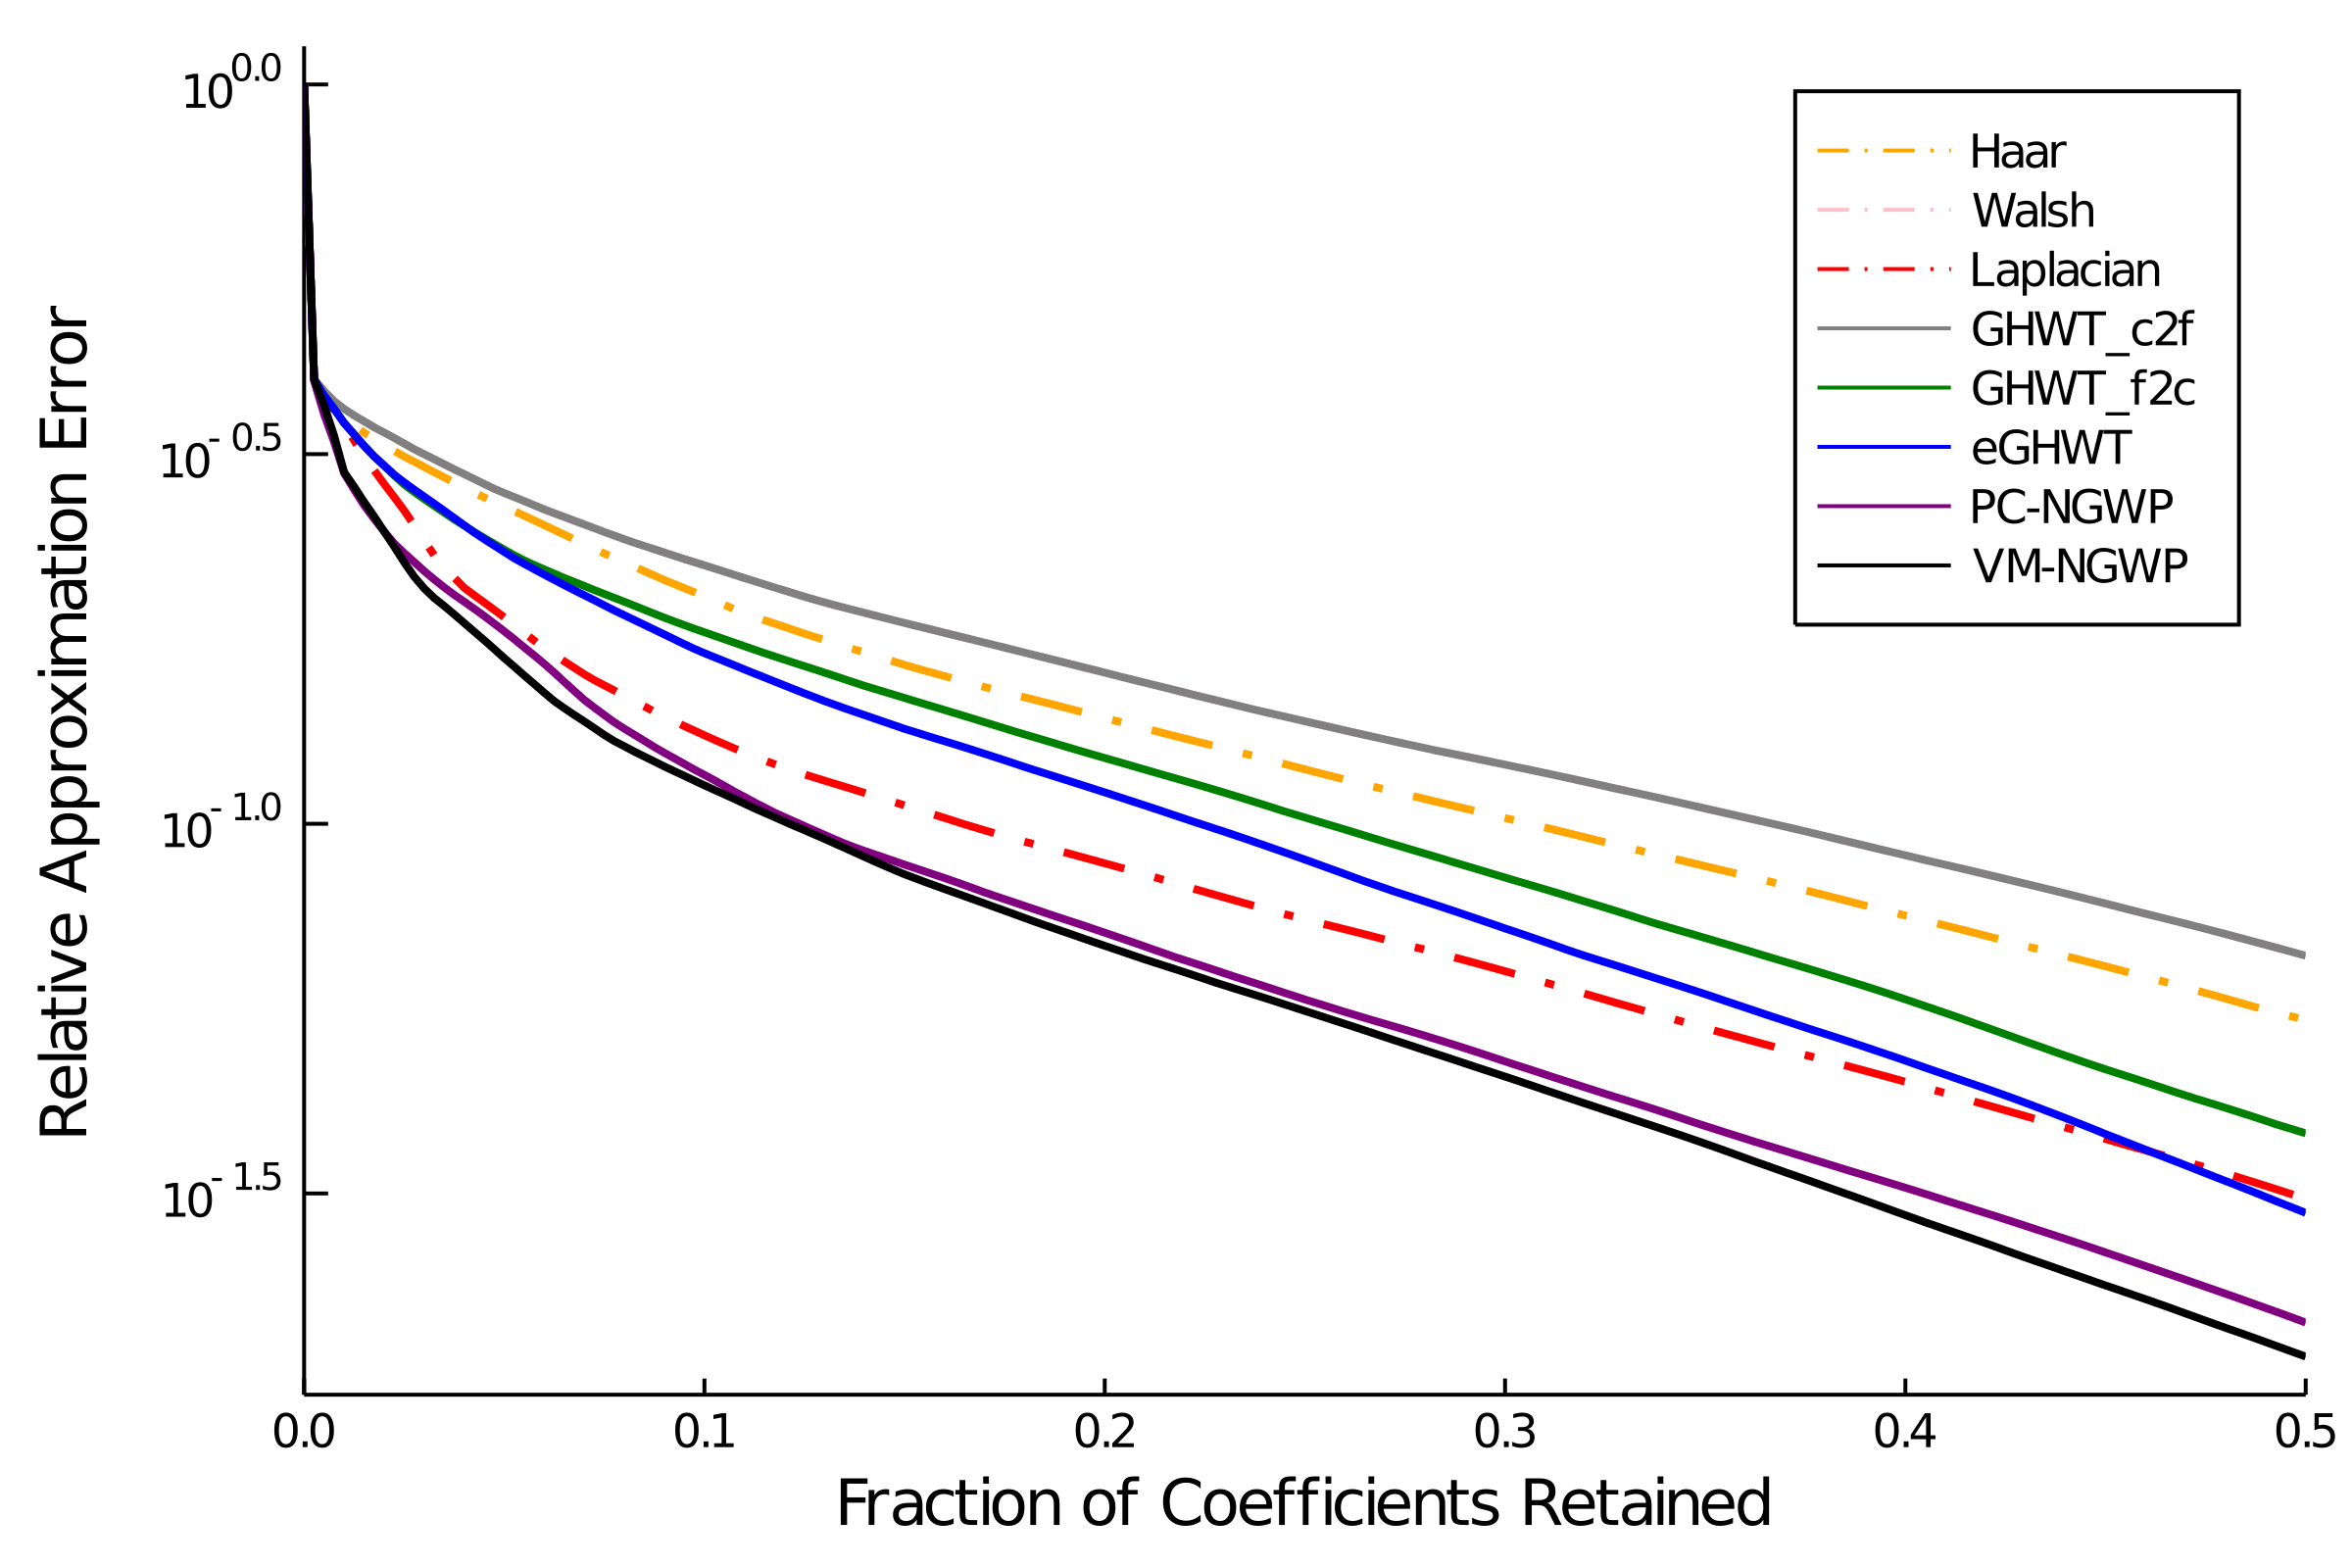 10^0.0
10^-0.5
10^-1.0
10^-1.5
Relative Approximation Error
Haar
Walsh
Laplacian
GHWT_c2f
GHWT_f2c
eGHWT
PC-NGWP
VM-NGWP
0.0 0.1 0.2 0.3 0.4 0.5
Fraction of Coefficients Retained